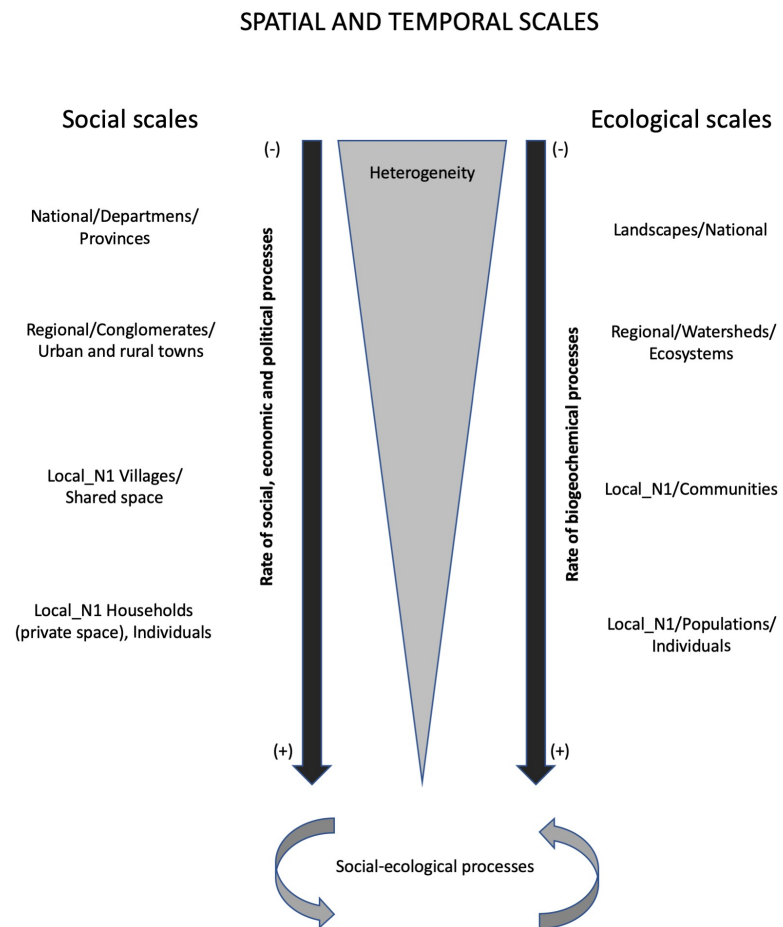 SPATIAL AND TEMPORAL SCALES
Social scales
Ecological scales
(-)
(-)
Heterogeneity
National/Departmens/
Provinces
Landscapes/National
Regional/Conglomerates/
Urban and rural towns
Regional/Watersheds/
Ecosystems
Rate of social, economic and political processes
Rate of biogeochemical processes
Local_N1 Villages/
Shared space
Local_N1/Communities
Local_N1 Households
(private space), Individuals
Local_N1/Populations/
Individuals
(+)
(+)
Social-ecological processes